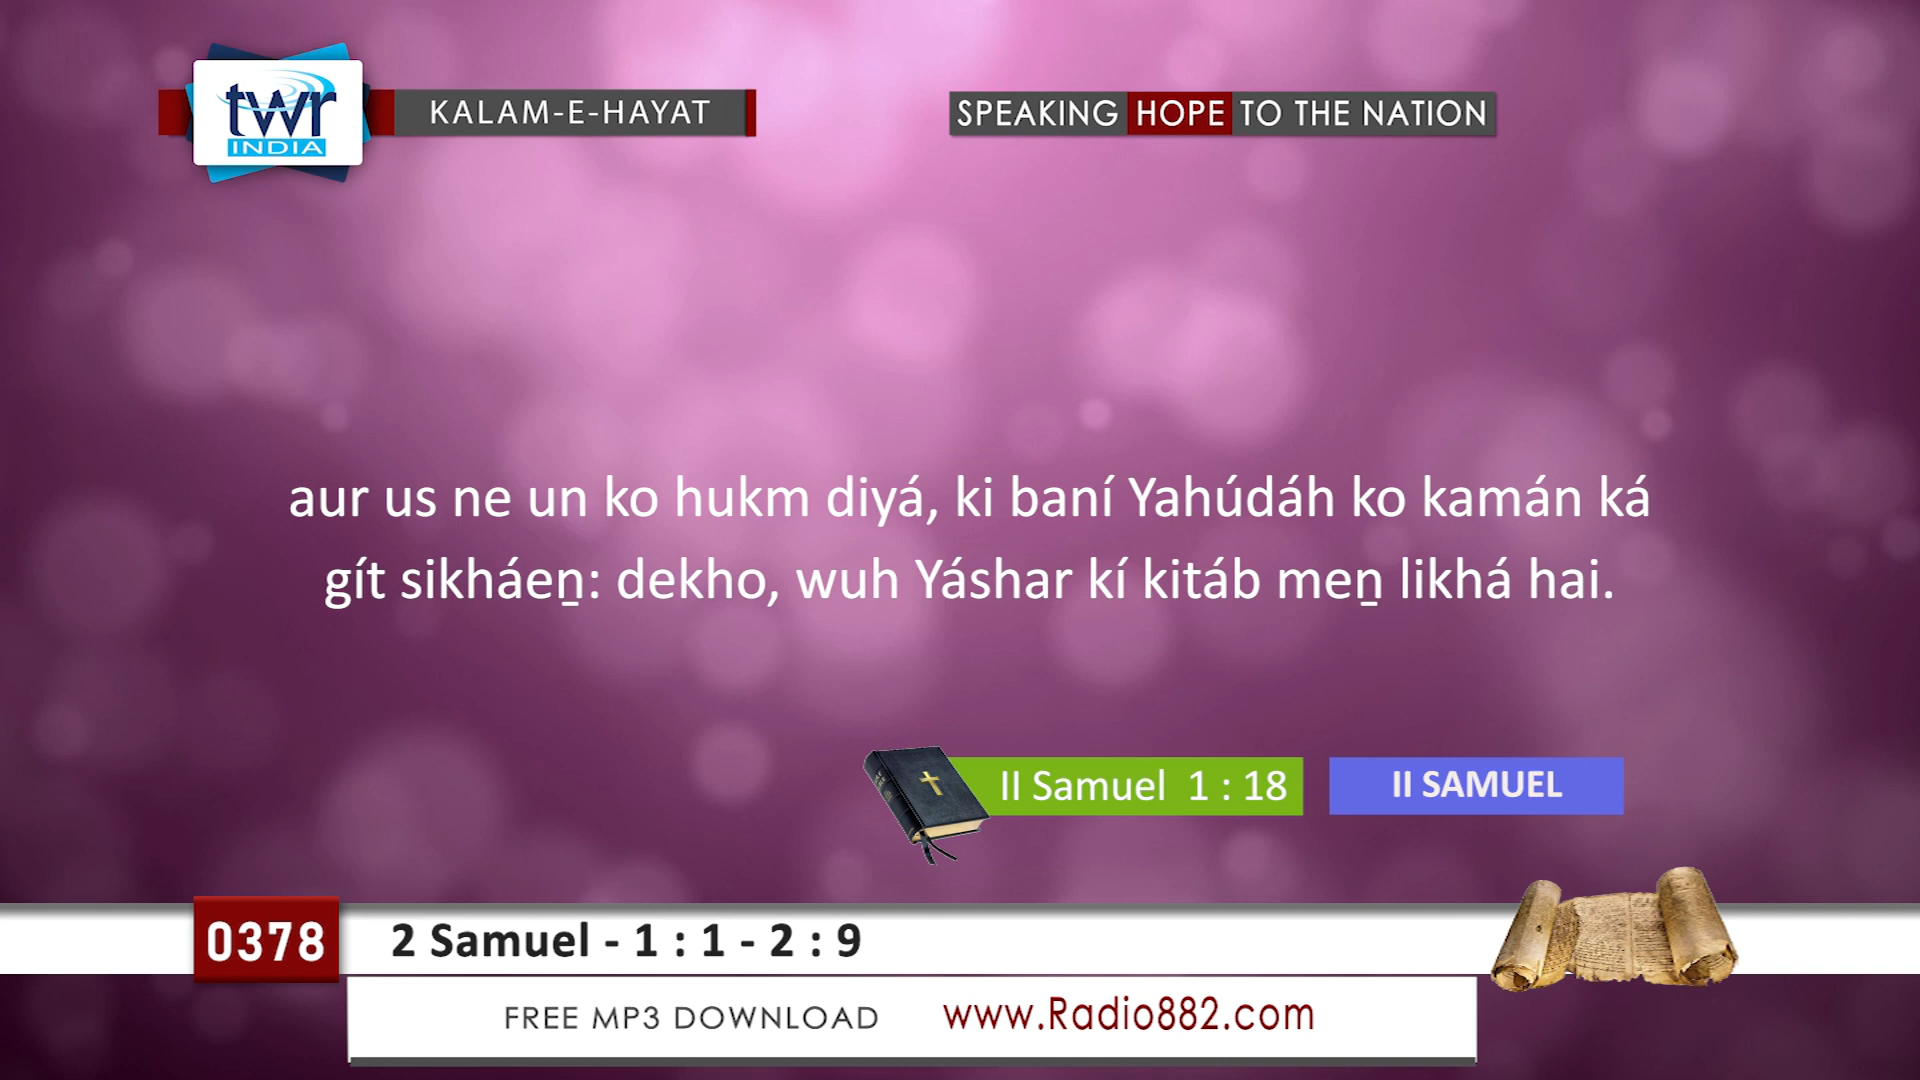 twr
INDIA
KALAM-E-HAYAT
SPEAKING HOPE TO THE NATION
aur us ne un ko hukm diyá, ki baní Yahúdáh ko kamán ká
gít sikháeṉ: dekho, wuh Yáshar kí kitáb meṉ likhá hai.
II Samuel 1 : 18
II SAMUEL
0378
2 Samuel - 1 : 1 - 2 : 9
FREE MP3 DOWNLOAD www.Radio882.com